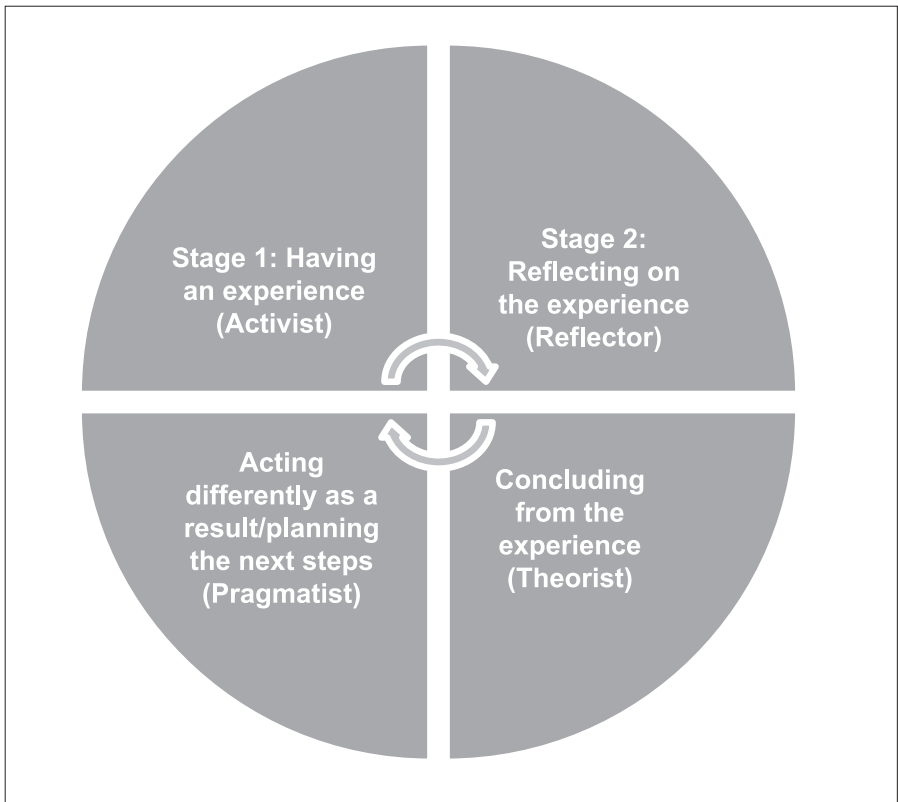 Stage 1: Having
an experience
(Activist)
Stage 2:
Reflecting on
the experience
(Reflector)
Concluding
from the
experience
(Theorist)
Acting
differently as a
result/planning
the next steps
(Pragmatist)